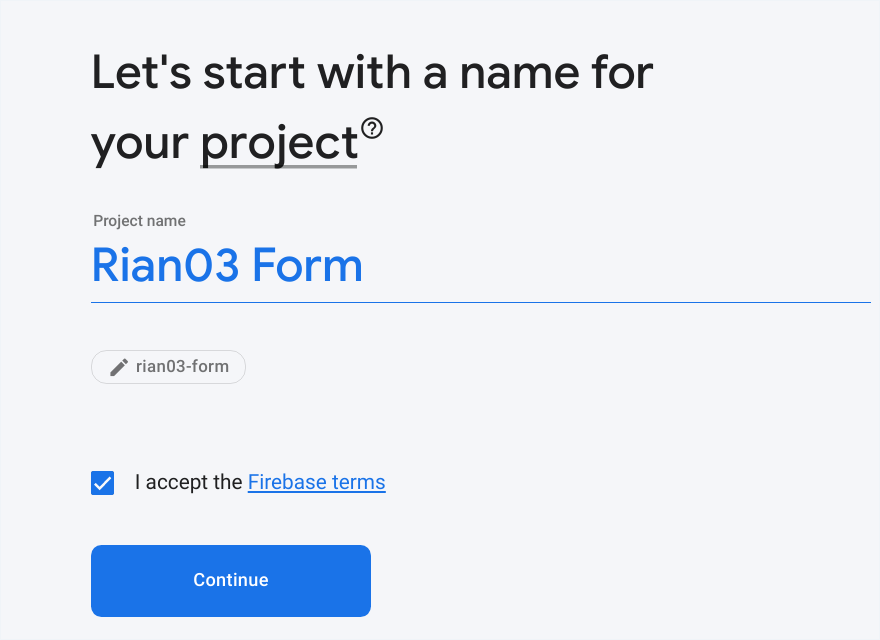 Let's start with a name for
your project
Project name
Rian03 Form
rian03-form
I accept the Firebase terms
Continue